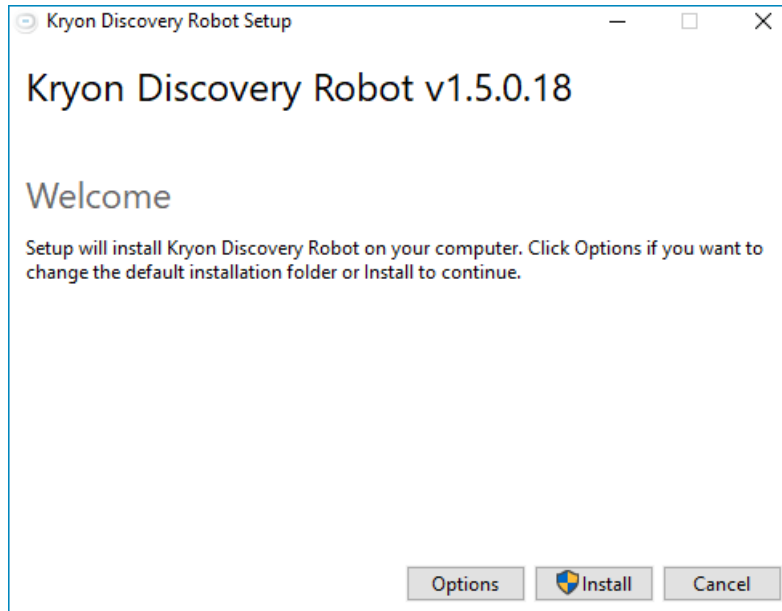 Kryon Discovery Robot Setup
Kryon Discovery Robot v1.5.0.18
Welcome
Setup will install Kryon Discovery Robot on your computer. Click Options if you want to
change the default installation folder or Install to continue.
Options
Install
Cancel